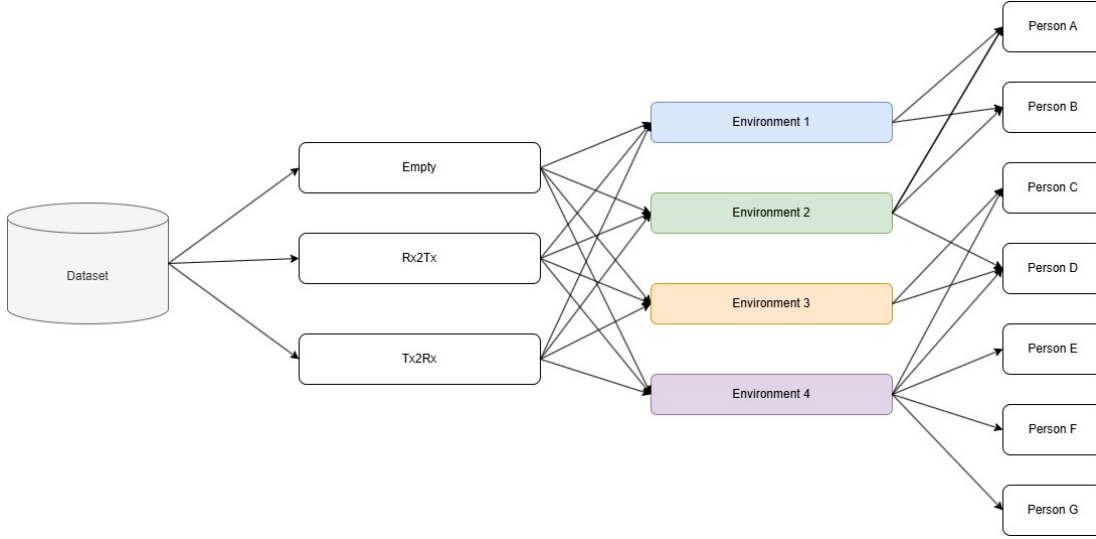 Dataset
Empty
Rx2Tx
Tx2Rx
Environment 1
Environment 2
Environment 3
Environment 4
Person A
Person B
Person C
Person D
Person E
Person F
Person G